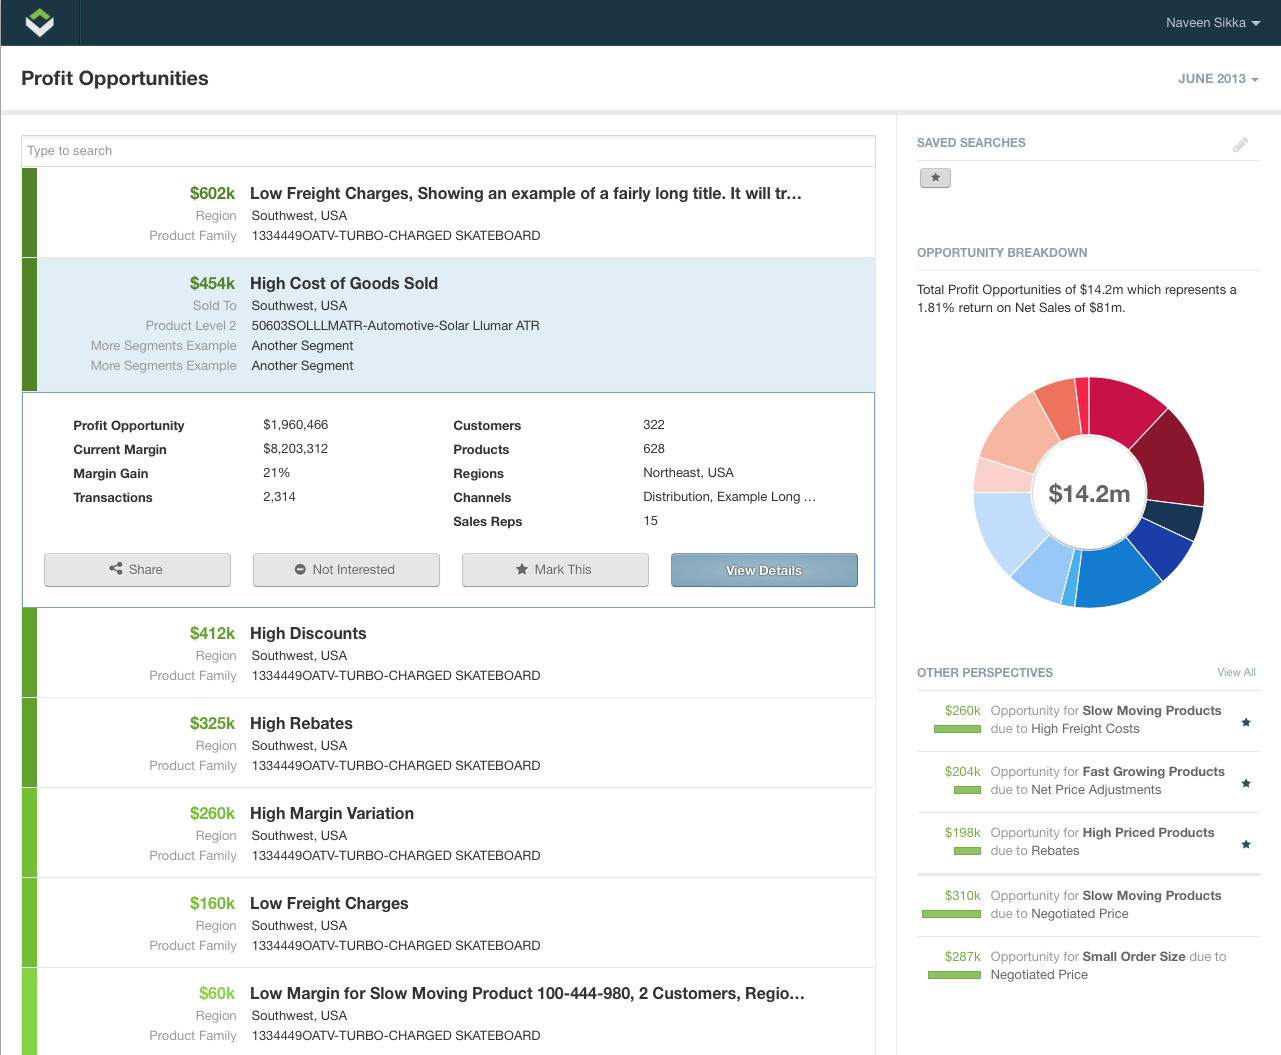 Naveen Sikka
Profit Opportunities
JUNE 2013
Type to search
$602k Low Freight Charges, Showing an example of a fairly long title. It will tr...
Region Southwest, USA
Product Family 1334449OATV-TURBO-CHARGED SKATEBOARD
$454k High Cost of Goods Sold
Sold To Southwest, USA
Product Level 2 50603SOLLLMATR-Automotive-Solar Llumar ATR
More Segments Example Another Segment
More Segments Example Another Segment
Profit Opportunity $1,960,466 Customers 322
Current Margin $8,203,312 Products 628
Margin Gain 21% Regions Northeast, USA
Transactions 2,314 Channels Distribution, Example Long ...
Sales Reps 15
Share Not Interested Mark This View Details
$412k High Discounts
Region Southwest, USA
Product Family 1334449OATV-TURBO-CHARGED SKATEBOARD
$325k High Rebates
Region Southwest, USA
Product Family 1334449OATV-TURBO-CHARGED SKATEBOARD
$260k High Margin Variation
Region Southwest, USA
Product Family 1334449OATV-TURBO-CHARGED SKATEBOARD
$160k Low Freight Charges
Region Southwest, USA
Product Family 1334449OATV-TURBO-CHARGED SKATEBOARD
$60k Low Margin for Slow Moving Product 100-444-980, 2 Customers, Regio...
Region Southwest, USA
Product Family 1334449OATV-TURBO-CHARGED SKATEBOARD
SAVED SEARCHES
OPPORTUNITY BREAKDOWN
Total Profit Opportunities of $14.2m which represents a
1.81% return on Net Sales of $81m.
$14.2m
OTHER PERSPECTIVES View All
$260k Opportunity for Slow Moving Products
due to High Freight Costs
$204k Opportunity for Fast Growing Products
due to Net Price Adjustments
$198k Opportunity for High Priced Products
due to Rebates
$310k Opportunity for Slow Moving Products
due to Negotiated Price
$287k Opportunity for Small Order Size due to
Negotiated Price